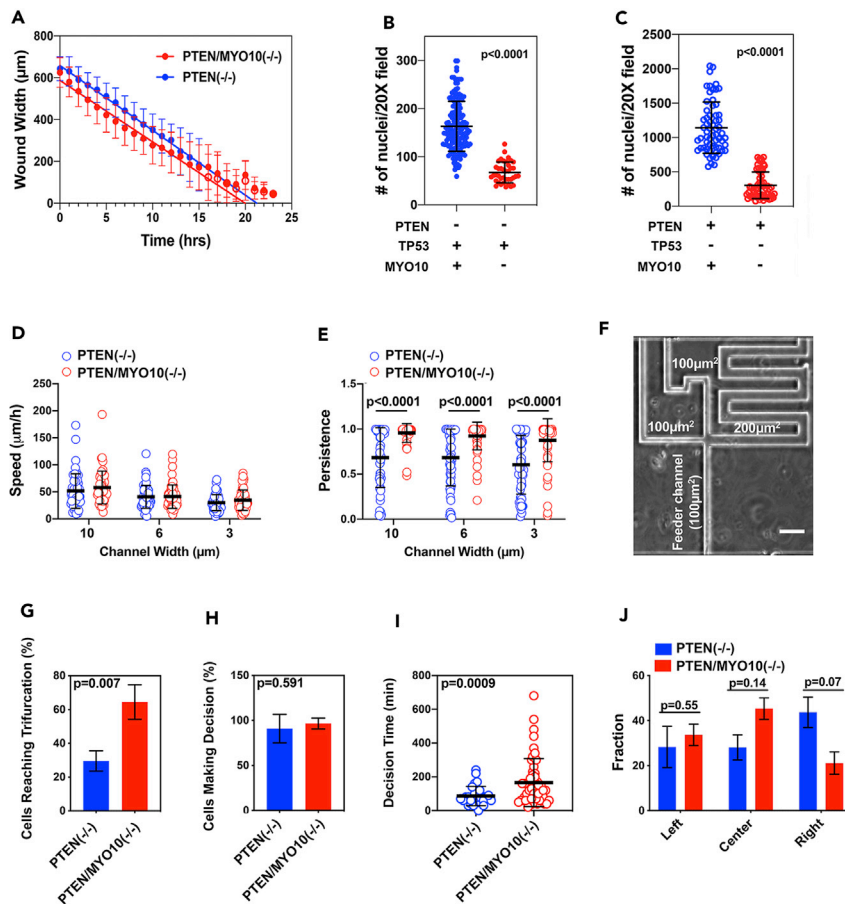 A
Wound Width (µm)
800
600
400
200
0
0
5
10
15
20
25
Time (hrs)
PTEN/MYO10(-/-)
PTEN(-/-)
B
# of nuclei/20X field
300
200
100
0
p<0.0001
PTEN - -
TP53 + +
MYO10 + -
C
# of nuclei/20X field
2500
2000
1500
1000
500
0
p<0.0001
PTEN + +
TP53 - -
MYO10 + -
D
PTEN(-/-)
PTEN/MYO10(-/-)
Speed (µm/h)
250
200
150
100
50
0
10
6
3
Channel Width (µm)
E
PTEN(-/-)
PTEN/MYO10(-/-)
Persistence
1.5
1.0
0.5
0.0
p<0.0001
p<0.0001
p<0.0001
10
6
3
Channel Width (µm)
F
100µm²
100µm²
200µm²
Feeder channel
(100µm²)
G
Cells Reaching Trifurcation (%)
80
60
40
20
0
p=0.007
PTEN(-/-)
PTEN/MYO10(-/-)
H
Cells Making Decision (%)
150
100
50
0
p=0.591
PTEN(-/-)
PTEN/MYO10(-/-)
I
Decision Time (min)
800
600
400
200
0
p=0.0009
PTEN(-/-)
PTEN/MYO10(-/-)
J
PTEN(-/-)
PTEN/MYO10(-/-)
Fraction
80
60
40
20
0
p=0.55
p=0.14
p=0.07
Left
Center
Right